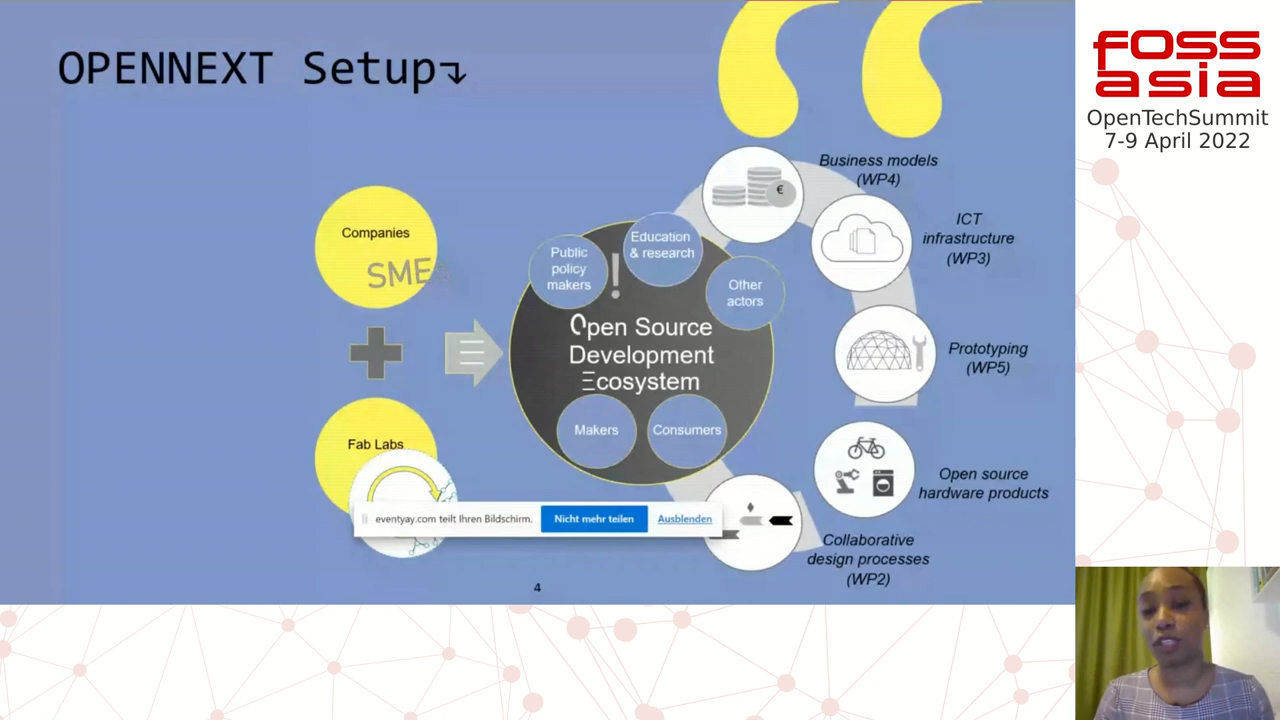 OPENNEXT Setup↴
foss
asia
OpenTechSummit
7-9 April 2022
Business models
(WP4)
€
ICT
infrastructure
(WP3)
Prototyping
(WP5)
Open source
hardware products
Collaborative
design processes
(WP2)
Companies
SMEs
Fab Labs
Public
policy
makers
!
Education
& research
Other
actors
Open Source
Development
Ecosystem
Makers
Consumers
eventyay.com teilt Ihren Bildschirm.
Nicht mehr teilen
Ausblenden
4